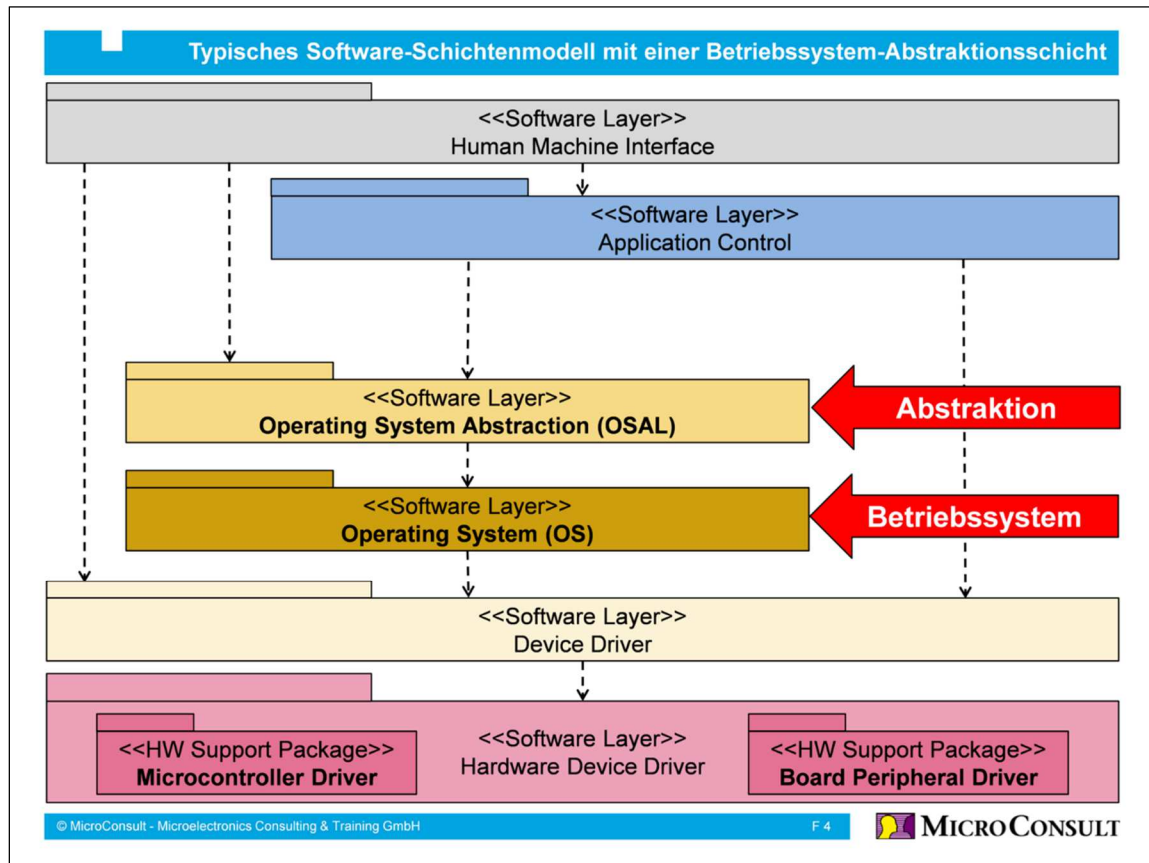 Typisches Software-Schichtenmodell mit einer Betriebssystem-Abstraktionsschicht
<<Software Layer>>
Human Machine Interface
<<Software Layer>>
Application Control
<<Software Layer>>
Operating System Abstraction (OSAL)
Abstraktion
<<Software Layer>>
Operating System (OS)
Betriebssystem
<<Software Layer>>
Device Driver
<<Software Layer>>
Hardware Device Driver
<<HW Support Package>>
Microcontroller Driver
<<HW Support Package>>
Board Peripheral Driver
© MicroConsult - Microelectronics Consulting & Training GmbH
F 4
MICROCONSULT